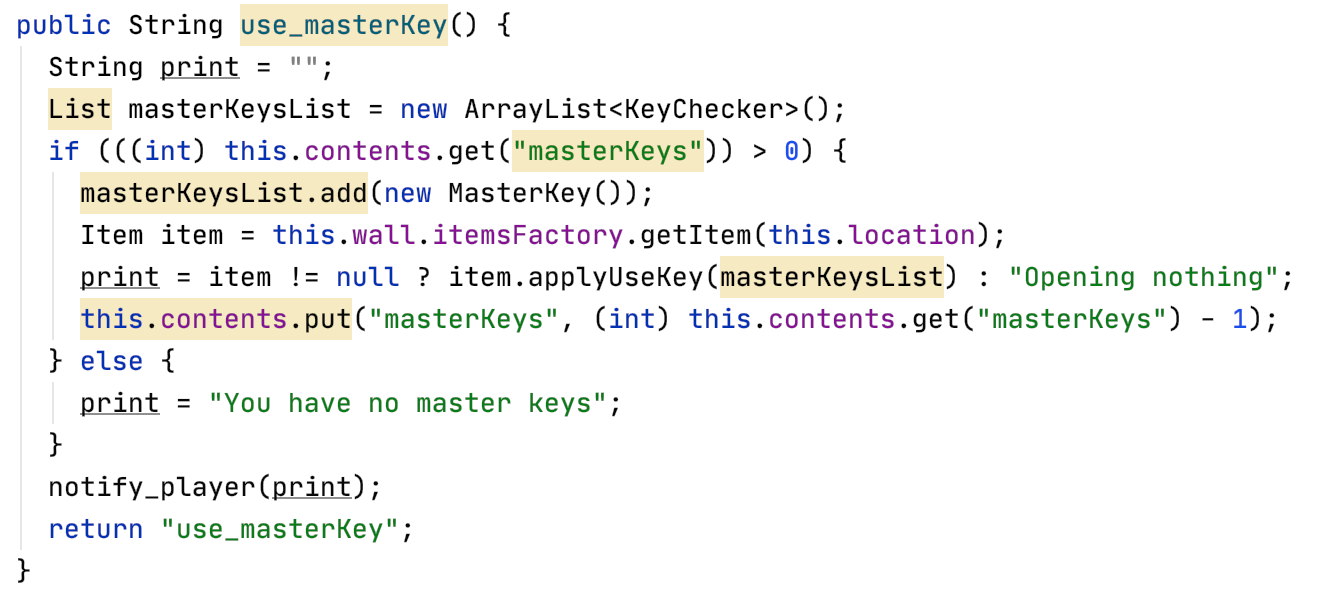 public String use_masterKey() {
String print = "";
List masterKeysList = new ArrayList<KeyChecker>();
if (((int) this.contents.get("masterKeys")) > 0) {
masterKeysList.add(new MasterKey());
Item item = this.wall.itemsFactory.getItem(this.location);
print = item != null ? item.applyUseKey(masterKeysList) : "Opening nothing";
this.contents.put("masterKeys", (int) this.contents.get("masterKeys") - 1);
} else {
print = "You have no master keys";
}
notify_player(print);
return "use_masterKey";
}